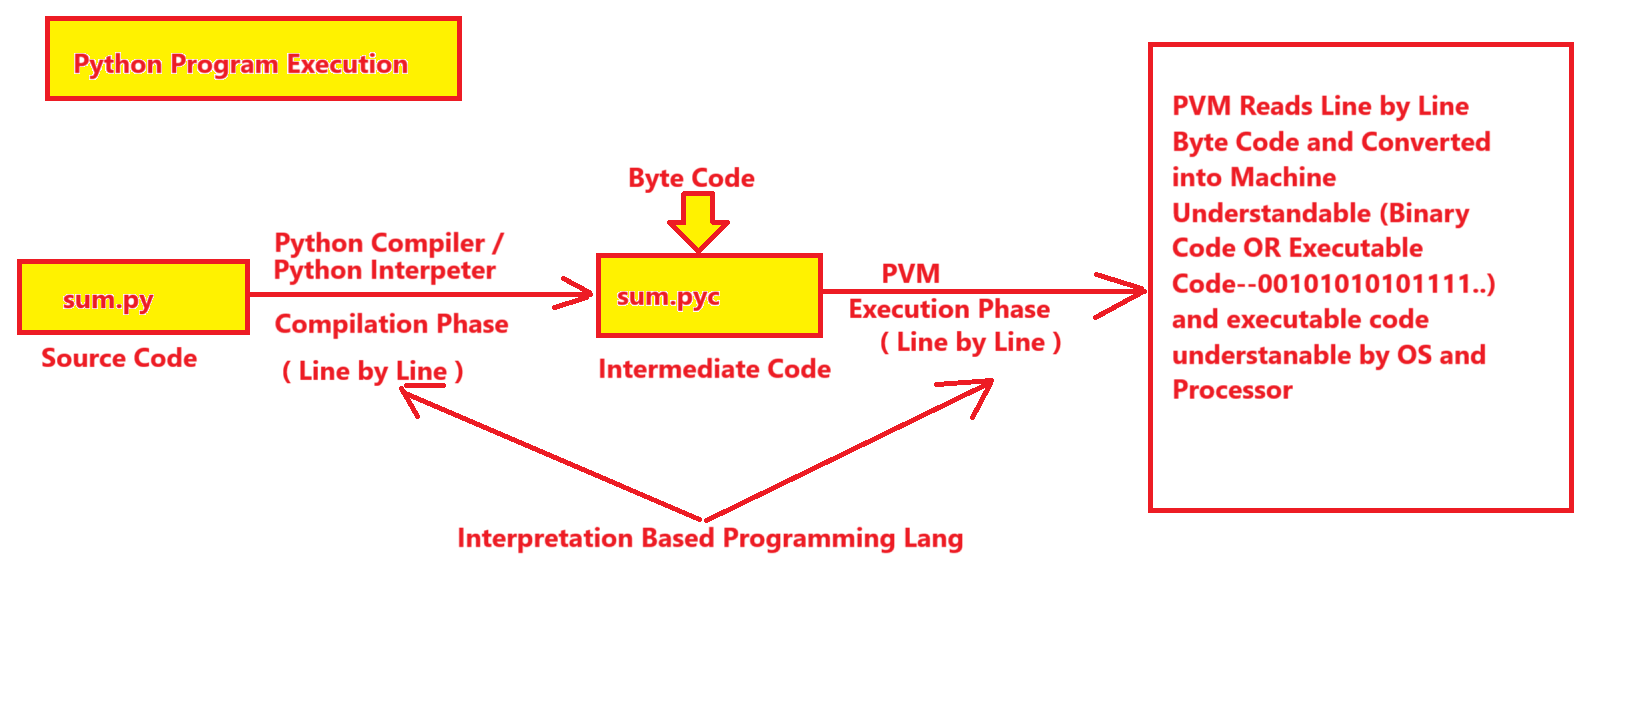 Python Program Execution
Byte Code
Python Compiler /
Python Interpeter
sum.py
Compilation Phase
( Line by Line )
Source Code
sum.pyc
Intermediate Code
PVM
Execution Phase
( Line by Line )
PVM Reads Line by Line
Byte Code and Converted
into Machine
Understandable (Binary
Code OR Executable
Code--00101010101111..)
and executable code
understanable by OS and
Processor
Interpretation Based Programming Lang